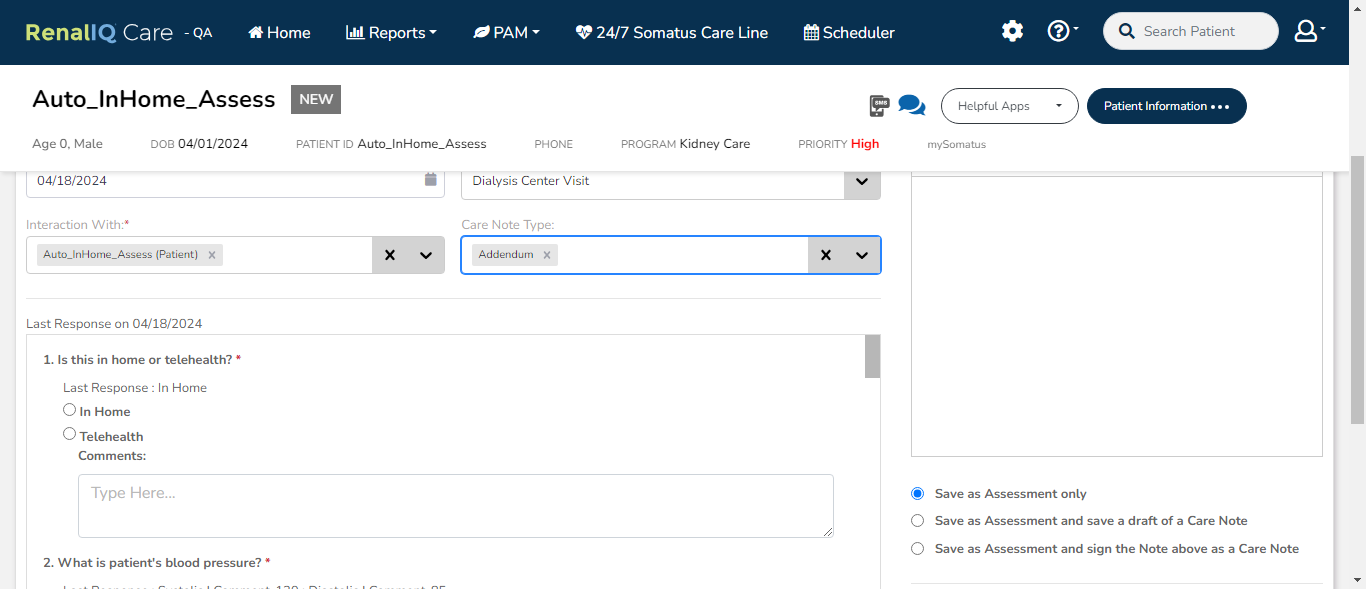 RenalIQ Care - QA Home Reports PAM 24/7 Somatus Care Line Scheduler Search Patient
Auto_InHome_Assess NEW SMS Helpful Apps Patient Information
Age 0, Male DOB 04/01/2024 PATIENT ID Auto_InHome_Assess PHONE PROGRAM Kidney Care PRIORITY High mySomatus
04/18/2024 Dialysis Center Visit
Interaction With:* Care Note Type:
Auto_InHome_Assess (Patient) × Addendum ×
Last Response on 04/18/2024
1. Is this in home or telehealth? *
Last Response : In Home
In Home
Telehealth
Comments:
Type Here...
2. What is patient's blood pressure? *
Save as Assessment only
Save as Assessment and save a draft of a Care Note
Save as Assessment and sign the Note above as a Care Note